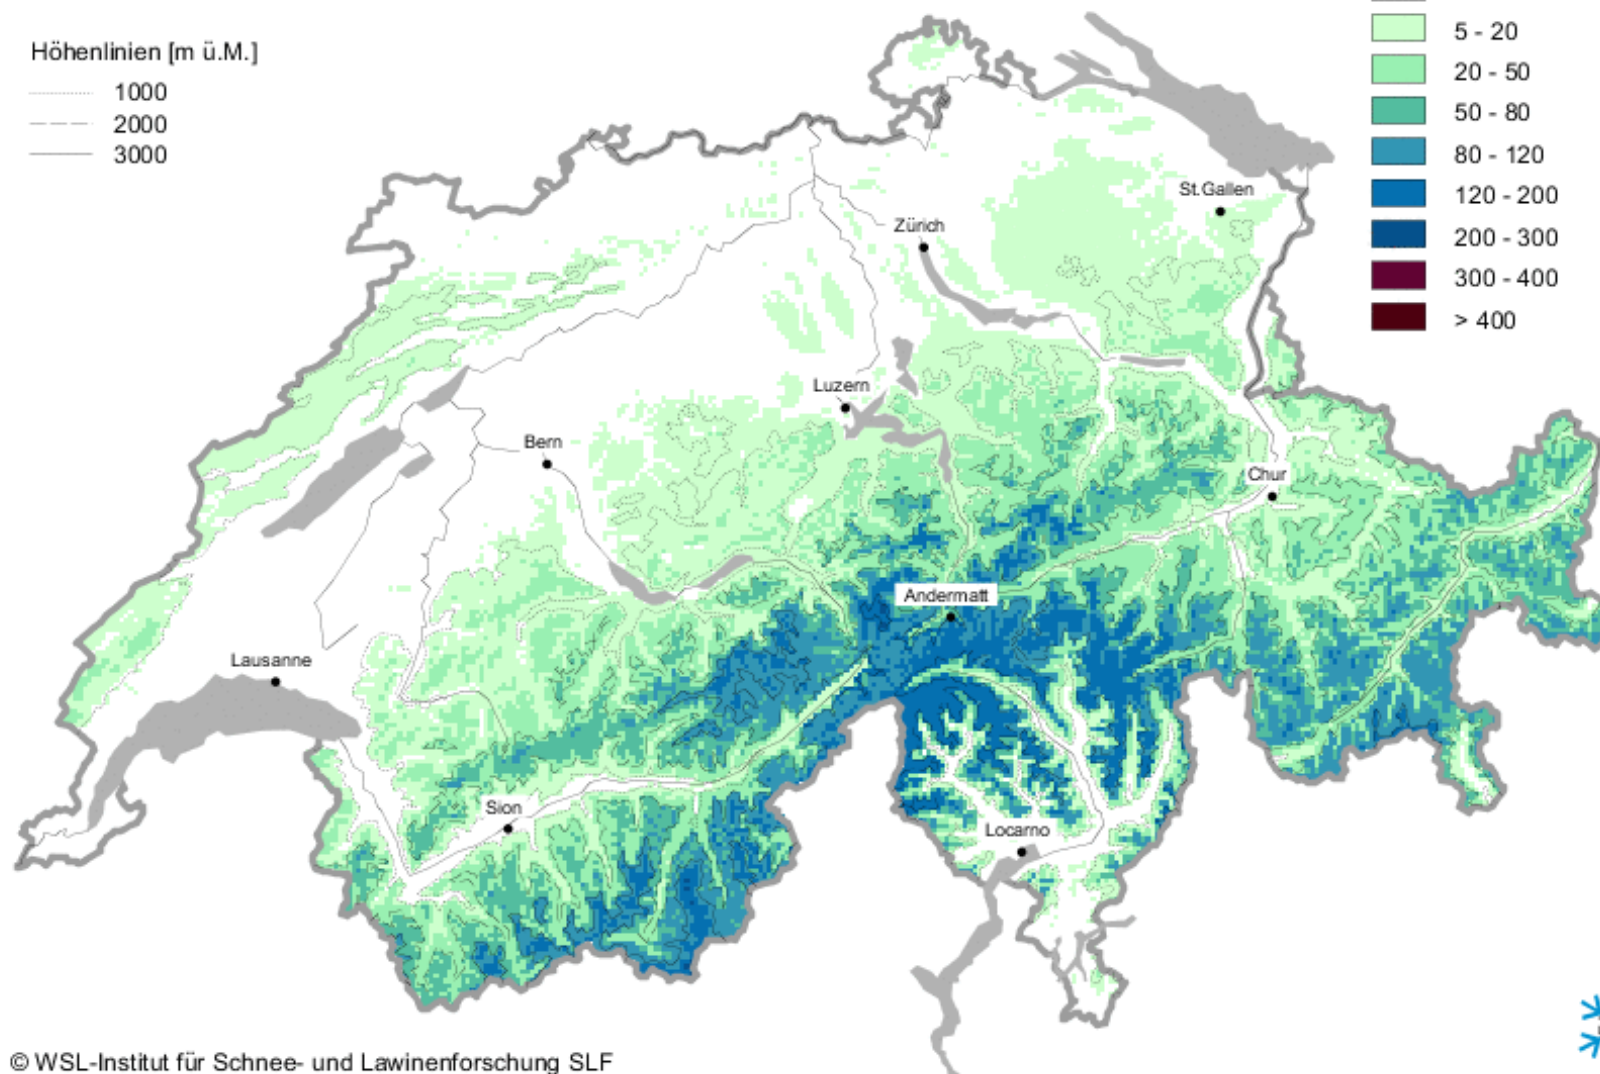 Höhenlinien [m ü.M.]
1000
2000
3000
5 - 20
20 - 50
50 - 80
80 - 120
120 - 200
200 - 300
300 - 400
> 400
St.Gallen
Zürich
Luzern
Bern
Chur
Andermatt
Lausanne
Sion
Locarno
© WSL-Institut für Schnee- und Lawinenforschung SLF